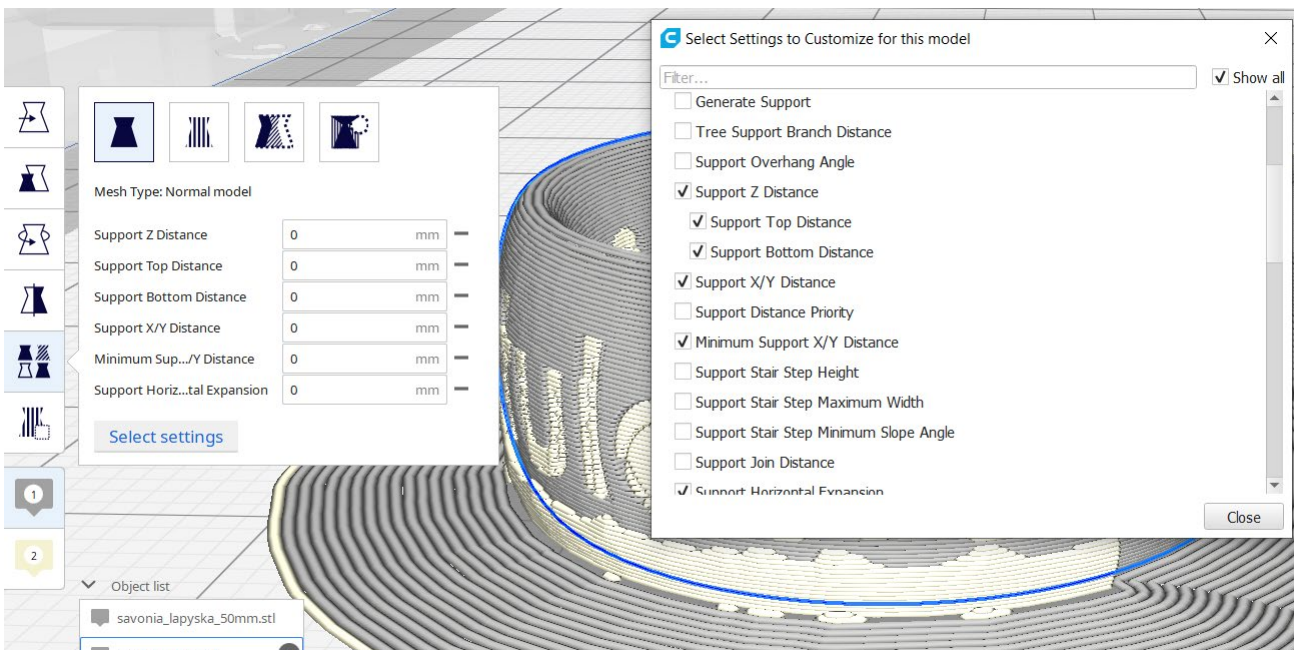 Select Settings to Customize for this model
Filter...
Show all
Generate Support
Tree Support Branch Distance
Support Overhang Angle
Support Z Distance
Support Top Distance
Support Bottom Distance
Support X/Y Distance
Support Distance Priority
Minimum Support X/Y Distance
Support Stair Step Height
Support Stair Step Maximum Width
Support Stair Step Minimum Slope Angle
Support Join Distance
Support Horizontal Expansion
Close
Mesh Type: Normal model
Support Z Distance 0 mm
Support Top Distance 0 mm
Support Bottom Distance 0 mm
Support X/Y Distance 0 mm
Minimum Sup.../Y Distance 0 mm
Support Horiz...tal Expansion 0 mm
Select settings
1
2
Object list
savonia_lapyska_50mm.stl